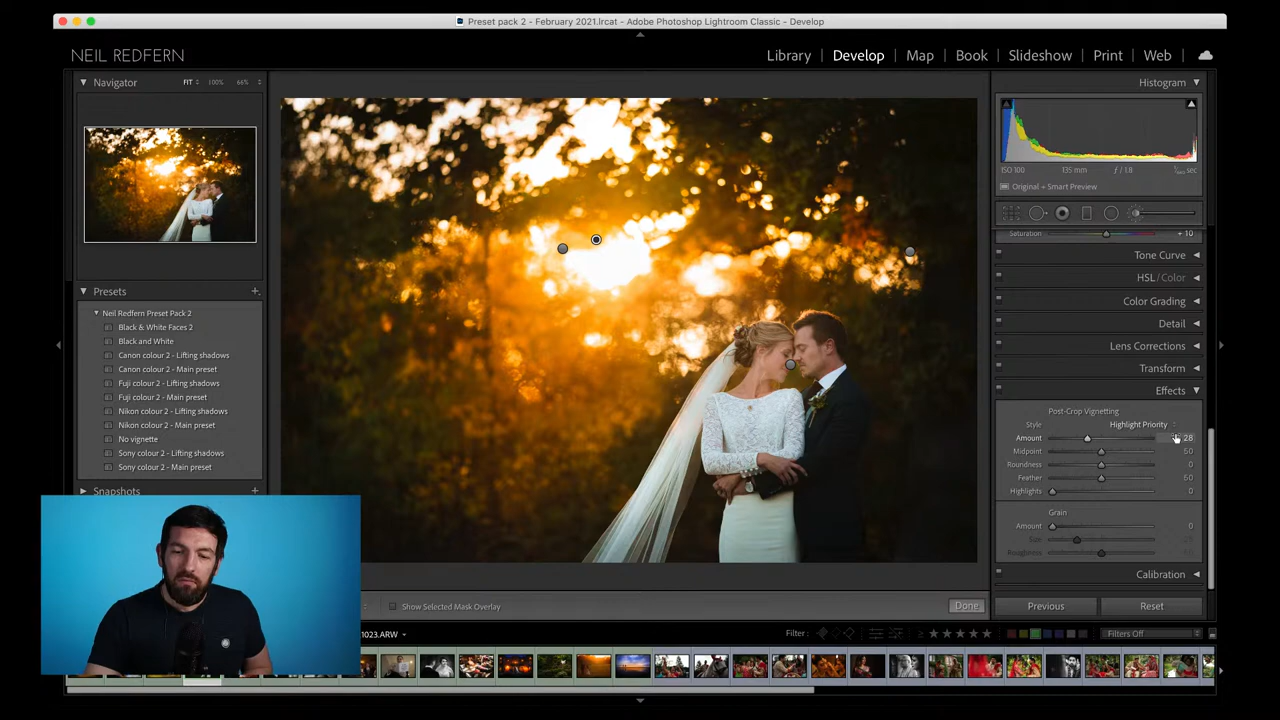 Preset pack 2 - February 2021.lrcat - Adobe Photoshop Lightroom Classic - Develop
NEIL REDFERN
Library | Develop | Map | Book | Slideshow | Print | Web
Navigator FIT 100% 66%
Histogram
ISO 100 135 mm ƒ / 1.8 sec
Original + Smart Preview
Saturation + 10
Tone Curve
HSL / Color
Color Grading
Detail
Lens Corrections
Transform
Effects
Post-Crop Vignetting
Style Highlight Priority
Amount 28
Midpoint 50
Roundness 0
Feather 50
Highlights 0
Grain
Amount 0
Size
Roughness
Calibration
Previous Reset
Presets
Neil Redfern Preset Pack 2
Black & White Faces 2
Black and White
Canon colour 2 - Lifting shadows
Canon colour 2 - Main preset
Fuji colour 2 - Lifting shadows
Fuji colour 2 - Main preset
Nikon colour 2 - Lifting shadows
Nikon colour 2 - Main preset
No vignette
Sony colour 2 - Lifting shadows
Sony colour 2 - Main preset
Snapshots
Show Selected Mask Overlay Done
1023.ARW Filter : Filters Off